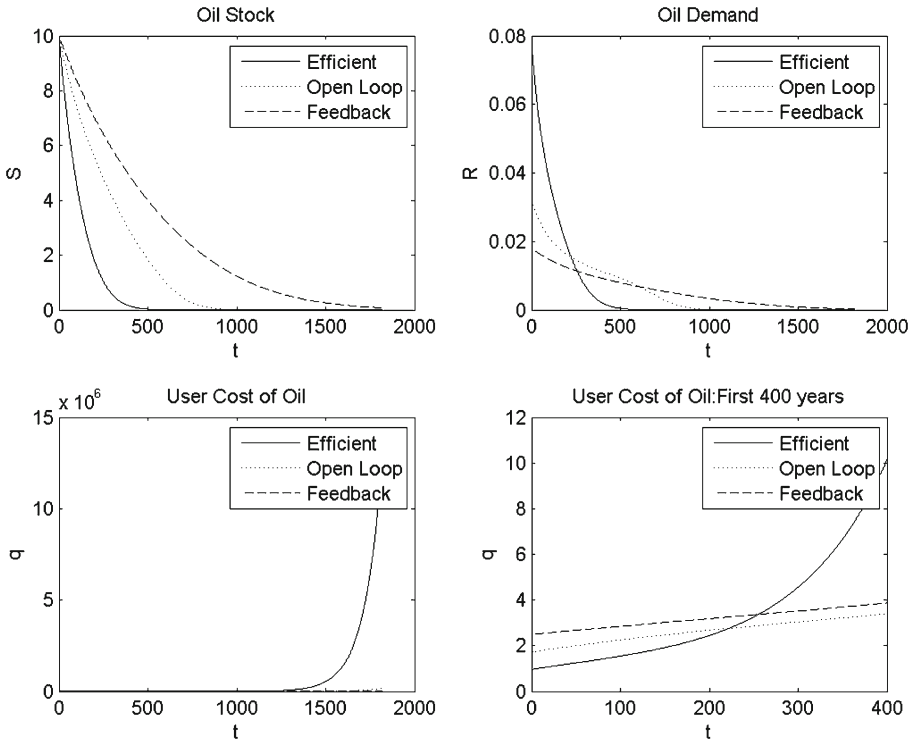 Oil Stock
10
8
6
4
2
0
S
0 500 1000 1500 2000
t
Efficient
Open Loop
Feedback
Oil Demand
0.08
0.06
0.04
0.02
0
R
0 500 1000 1500 2000
t
Efficient
Open Loop
Feedback
User Cost of Oil
x 10^6
15
10
5
0
q
0 500 1000 1500 2000
t
Efficient
Open Loop
Feedback
User Cost of Oil:First 400 years
12
10
8
6
4
2
0
q
0 100 200 300 400
t
Efficient
Open Loop
Feedback